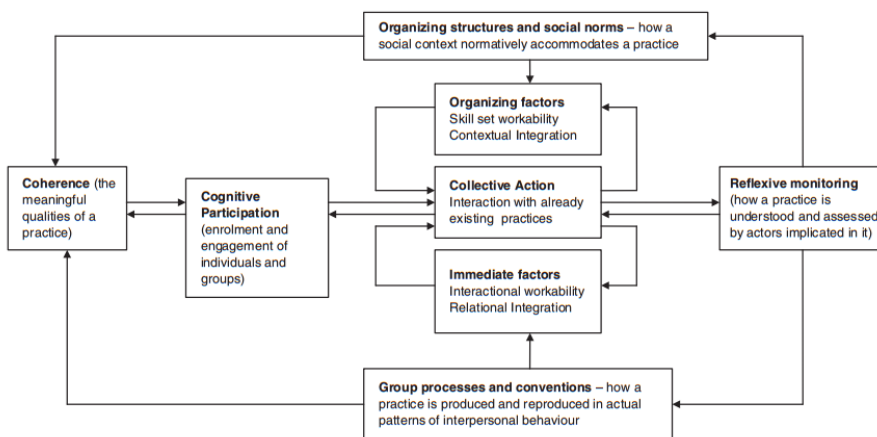 Organizing structures and social norms – how a
social context normatively accommodates a practice
Organizing factors
Skill set workability
Contextual Integration
Coherence (the
meaningful
qualities of a
practice)
Cognitive
Participation
(enrolment and
engagement of
individuals and
groups)
Collective Action
Interaction with already
existing practices
Reflexive monitoring
(how a practice is
understood and assessed
by actors implicated in it)
Immediate factors
Interactional workability
Relational Integration
Group processes and conventions – how a
practice is produced and reproduced in actual
patterns of interpersonal behaviour